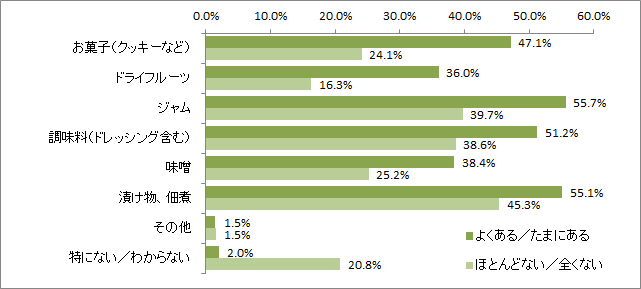 0.0% 10.0% 20.0% 30.0% 40.0% 50.0% 60.0%
お菓子(クッキーなど) 47.1%
24.1%
ドライフルーツ 36.0%
16.3%
ジャム 55.7%
39.7%
調味料(ドレッシング含む) 51.2%
38.6%
味噌 38.4%
25.2%
漬け物、佃煮 55.1%
45.3%
その他 1.5%
1.5%
よくある/たまにある
特にない/わからない 2.0%
20.8%
ほとんどない/全くない